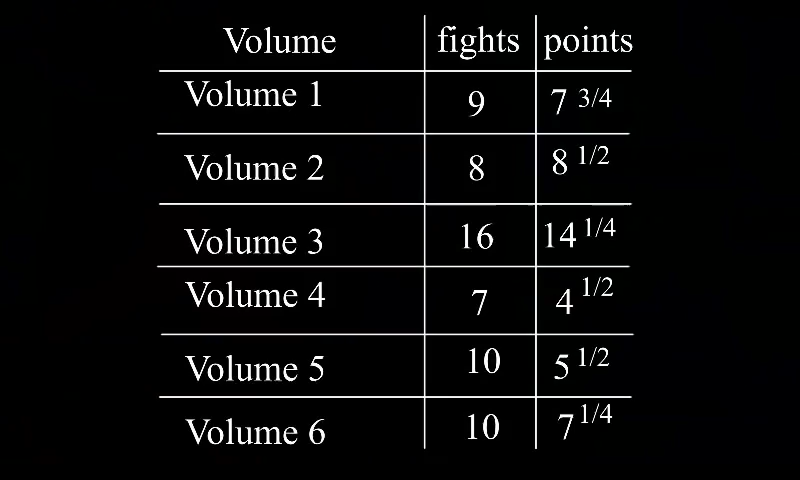 Volume fights points
Volume 1 9 7 3/4
Volume 2 8 8 1/2
Volume 3 16 14 1/4
Volume 4 7 4 1/2
Volume 5 10 5 1/2
Volume 6 10 7 1/4